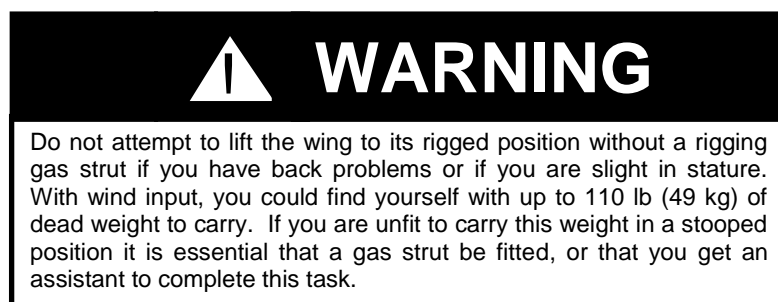 WARNING
Do not attempt to lift the wing to its rigged position without a rigging
gas strut if you have back problems or if you are slight in stature.
With wind input, you could find yourself with up to 110 lb (49 kg) of
dead weight to carry.  If you are unfit to carry this weight in a stooped
position it is essential that a gas strut be fitted, or that you get an
assistant to complete this task.